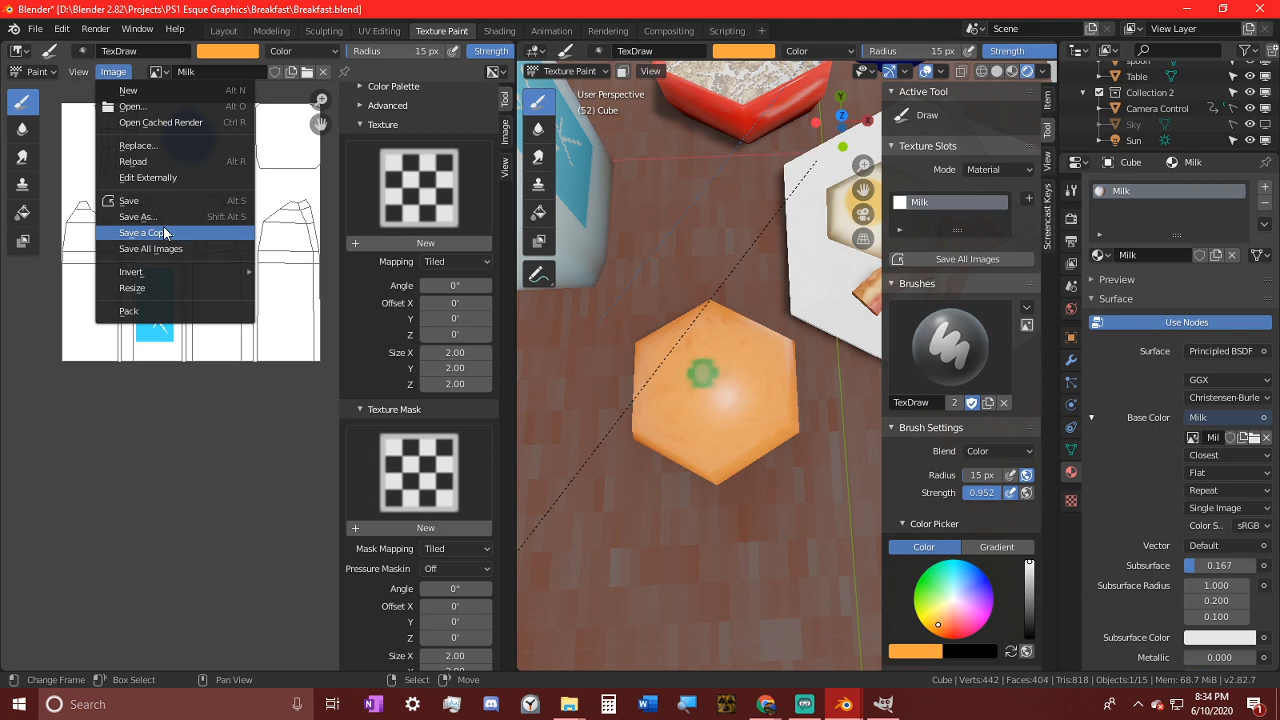 Blender* [D:\Blender 2.82\Projects\PS1 Esque Graphics\Breakfast\Breakfast.blend]
File Edit Render Window Help Layout Modeling Sculpting UV Editing Texture Paint Shading Animation Rendering Compositing Scripting + Scene View Layer
TexDraw Color Radius 15 px Strength TexDraw Color Radius 15 px Strength
Paint View Image Milk Texture Paint View
New Alt N
Open... Alt O
Open Cached Render Ctrl R
Replace...
Reload Alt R
Edit Externally
Save Alt S
Save As... Shift Alt S
Save a Cop
Save All Images
Invert
Resize
Pack
Color Palette
Advanced
Texture
New
Mapping Tiled
Angle 0°
Offset X 0'
Y 0'
Z 0'
Size X 2.00
Y 2.00
Z 2.00
Texture Mask
New
Mask Mapping Tiled
Pressure Maskin Off
Angle 0°
Offset X 0'
Y 0'
Z 0'
Size X 2.00
Tool
Image
View
User Perspective
(52) Cube
Y
Z
X
Active Tool
Draw
Texture Slots
Mode Material
Milk
Save All Images
Brushes
TexDraw 2
Brush Settings
Blend Color
Radius 15 px
Strength 0.952
Color Picker
Color Gradient
Item
Tool
View
Screencast Keys
spoon
Table
Collection 2
Camera Control
Sky
Sun
Cube Milk
Milk
Milk
Preview
Surface
Use Nodes
Surface Principled BSDF
GGX
Christensen-Burle
Base Color Milk
Mil
Closest
Flat
Repeat
Single Image
Color S.. sRGB
Vector Default
Subsurface 0.167
Subsurface Radius 1.000
0.200
0.100
Subsurface Color
Metallic 0.000
Change Frame Box Select Pan View Select Move Cube | Verts:442 | Faces:404 | Tris:818 | Objects:1/15 | Mem: 68.7 MiB | v2.82.7
Search
8:34 PM
6/10/2020